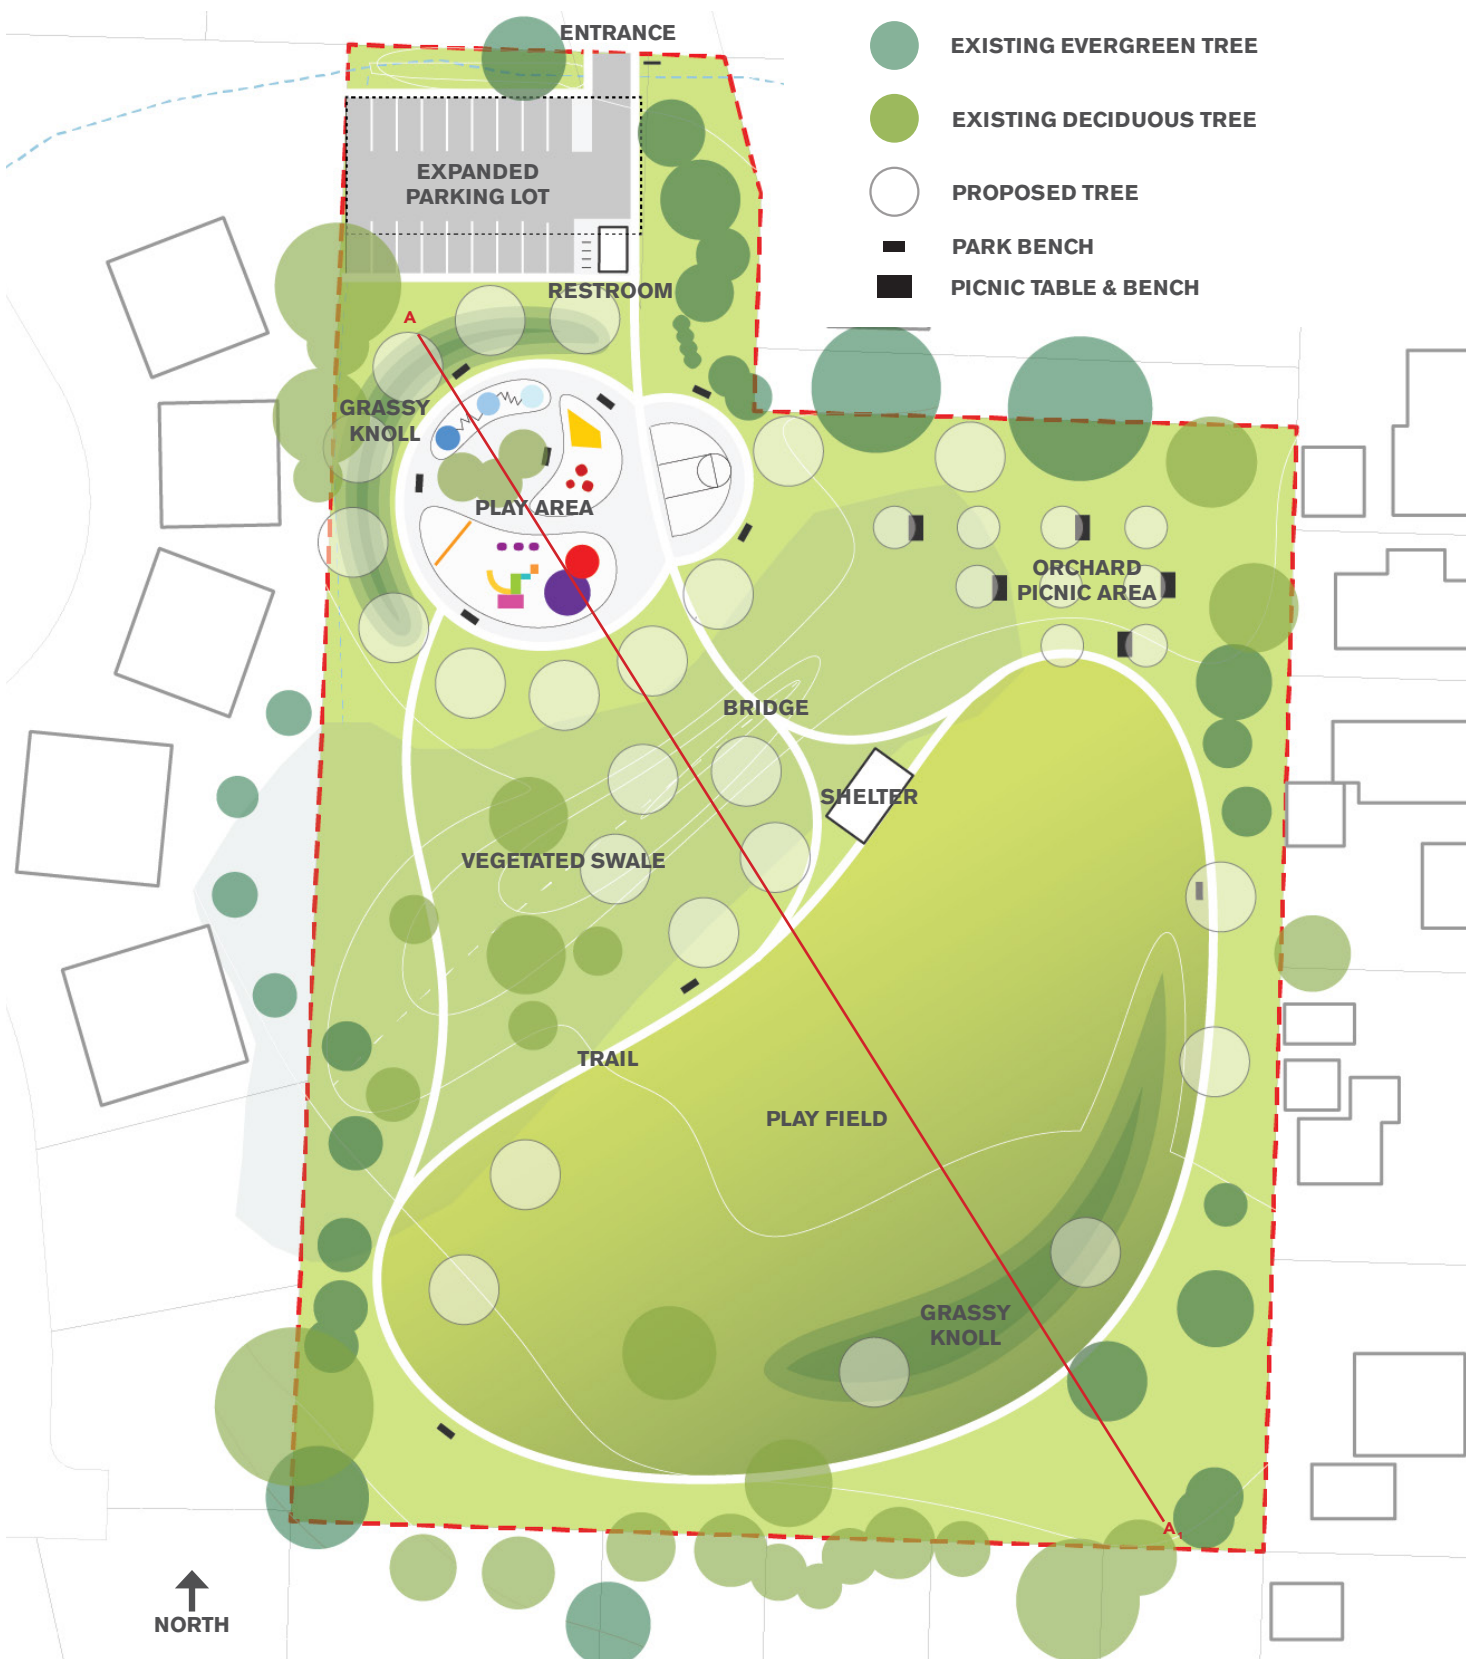 ENTRANCE
EXISTING EVERGREEN TREE
EXISTING DECIDUOUS TREE
PROPOSED TREE
PARK BENCH
PICNIC TABLE & BENCH
EXPANDED
PARKING LOT
RESTROOM
A
GRASSY
KNOLL
PLAY AREA
ORCHARD
PICNIC AREA
BRIDGE
SHELTER
VEGETATED SWALE
TRAIL
PLAY FIELD
GRASSY
KNOLL
A1
NORTH